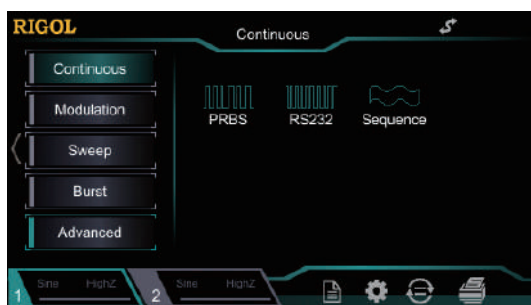 RIGOL
Continuous
Continuous
Modulation
Sweep
Burst
Advanced
PRBS RS232 Sequence
1 Sine HighZ 2 Sine HighZ